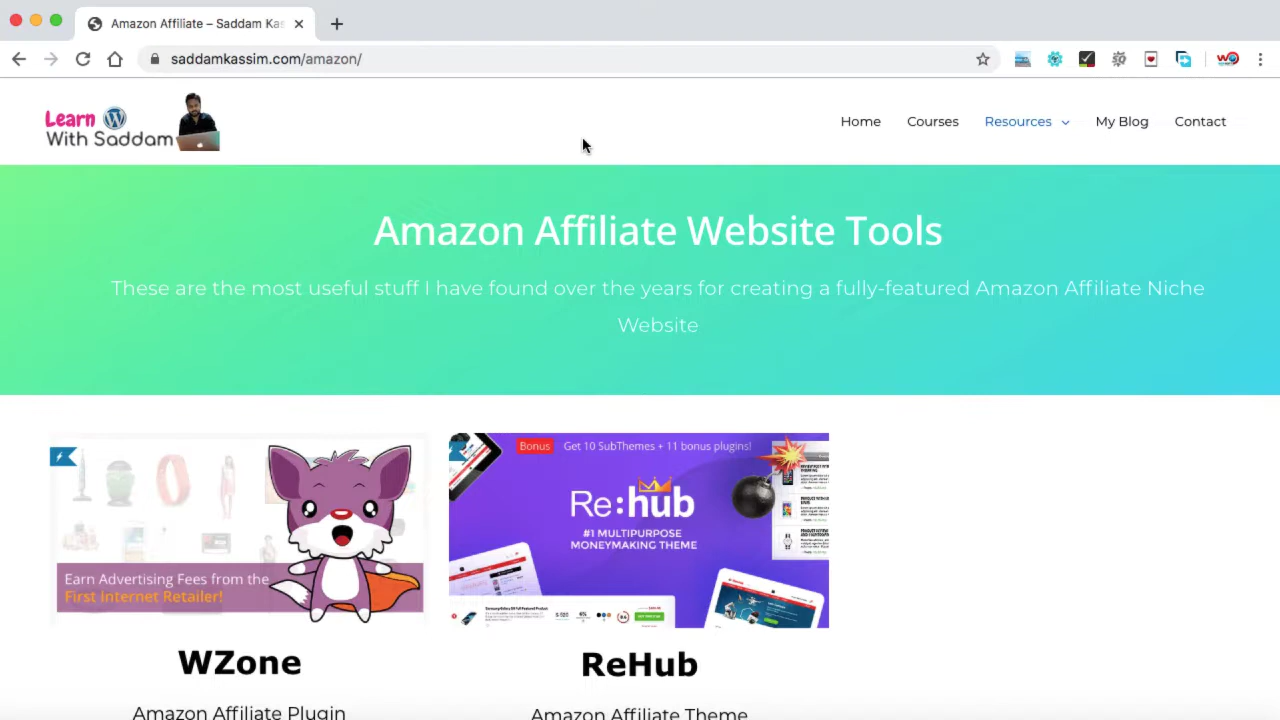 Amazon Affiliate – Saddam Kas
saddamkassim.com/amazon/
Learn
With Saddam
Home
Courses
Resources
My Blog
Contact
Amazon Affiliate Website Tools
These are the most useful stuff I have found over the years for creating a fully-featured Amazon Affiliate Niche
Website
Earn Advertising Fees from the
First Internet Retailer!
Bonus Get 10 SubThemes + 11 bonus plugins!
Re:hub
#1 MULTIPURPOSE
MONEYMAKING THEME
WZone
ReHub
Amazon Affiliate Plugin
Amazon Affiliate Theme